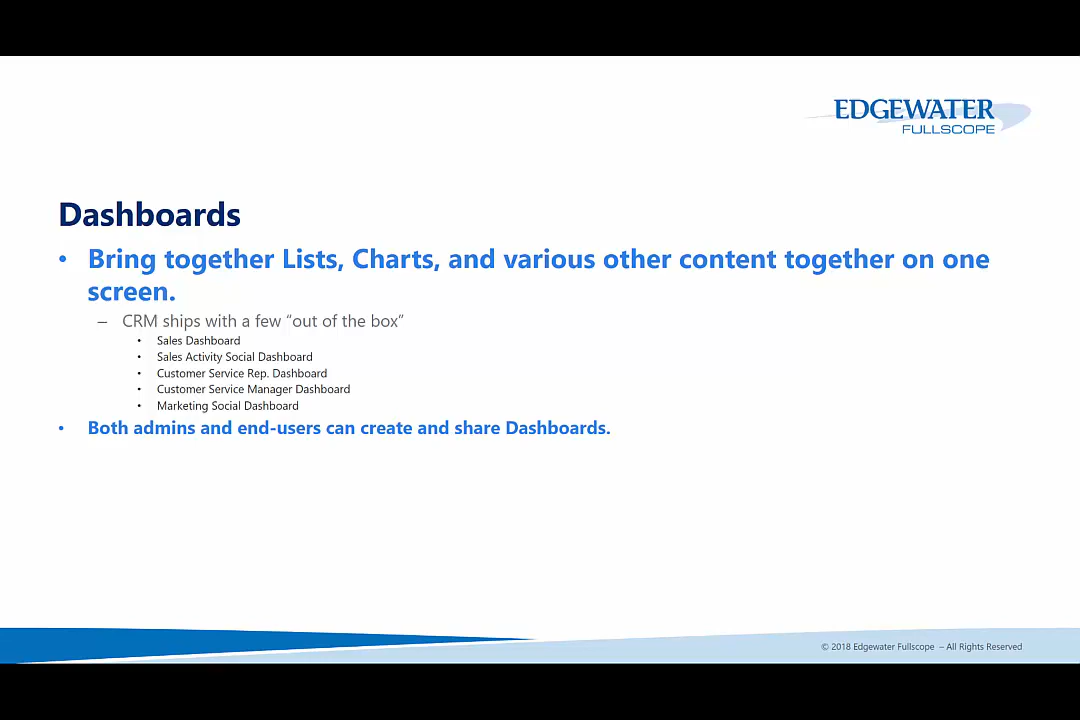 EDGEWATER
FULLSCOPE
Dashboards
• Bring together Lists, Charts, and various other content together on one
screen.
– CRM ships with a few “out of the box”
• Sales Dashboard
• Sales Activity Social Dashboard
• Customer Service Rep. Dashboard
• Customer Service Manager Dashboard
• Marketing Social Dashboard
• Both admins and end-users can create and share Dashboards.
© 2018 Edgewater Fullscope – All Rights Reserved